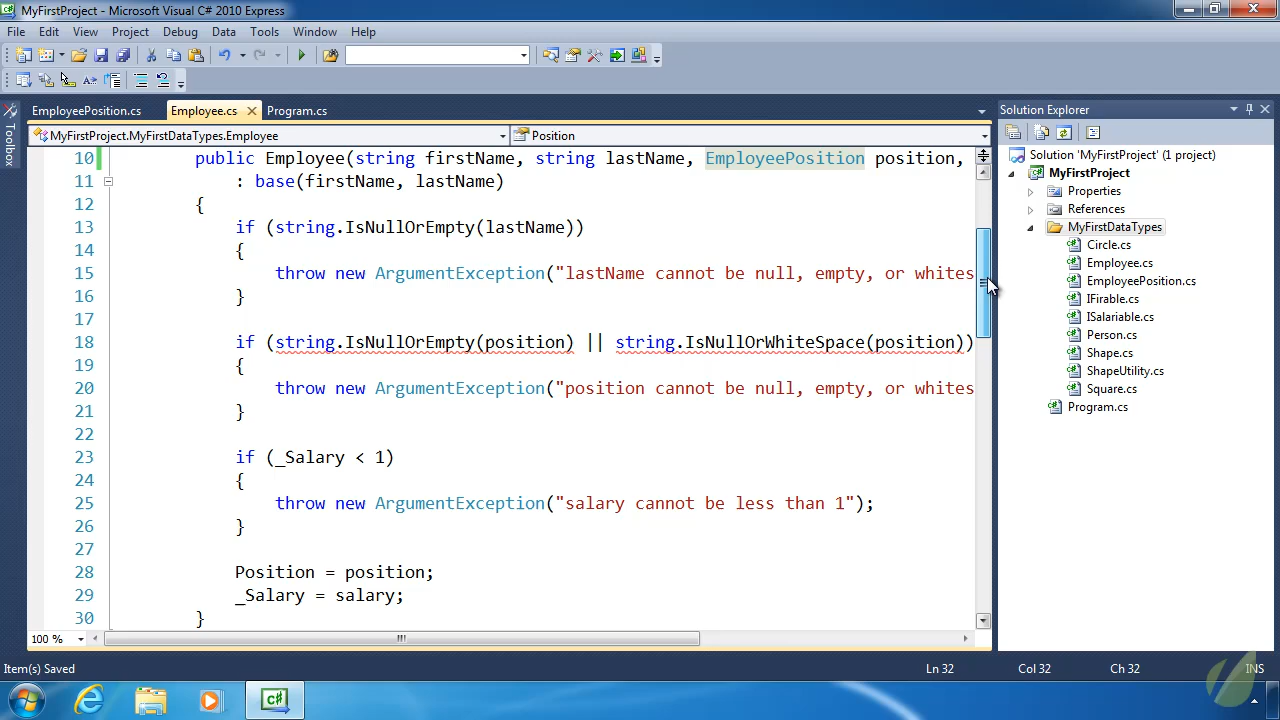 MyFirstProject - Microsoft Visual C# 2010 Express
File Edit View Project Debug Data Tools Window Help
EmployeePosition.cs Employee.cs Program.cs
Solution Explorer
Toolbox
MyFirstProject.MyFirstDataTypes.Employee Position
10 public Employee(string firstName, string lastName, EmployeePosition position,
11 : base(firstName, lastName)
12 {
13 if (string.IsNullOrEmpty(lastName))
14 {
15 throw new ArgumentException("lastName cannot be null, empty, or whites
16 }
17
18 if (string.IsNullOrEmpty(position) || string.IsNullOrWhiteSpace(position))
19 {
20 throw new ArgumentException("position cannot be null, empty, or whites
21 }
22
23 if (_Salary < 1)
24 {
25 throw new ArgumentException("salary cannot be less than 1");
26 }
27
28 Position = position;
29 _Salary = salary;
30 }
100 %
Solution 'MyFirstProject' (1 project)
MyFirstProject
Properties
References
MyFirstDataTypes
Circle.cs
Employee.cs
EmployeePosition.cs
IFirable.cs
ISalariable.cs
Person.cs
Shape.cs
ShapeUtility.cs
Square.cs
Program.cs
Item(s) Saved Ln 32 Col 32 Ch 32 INS